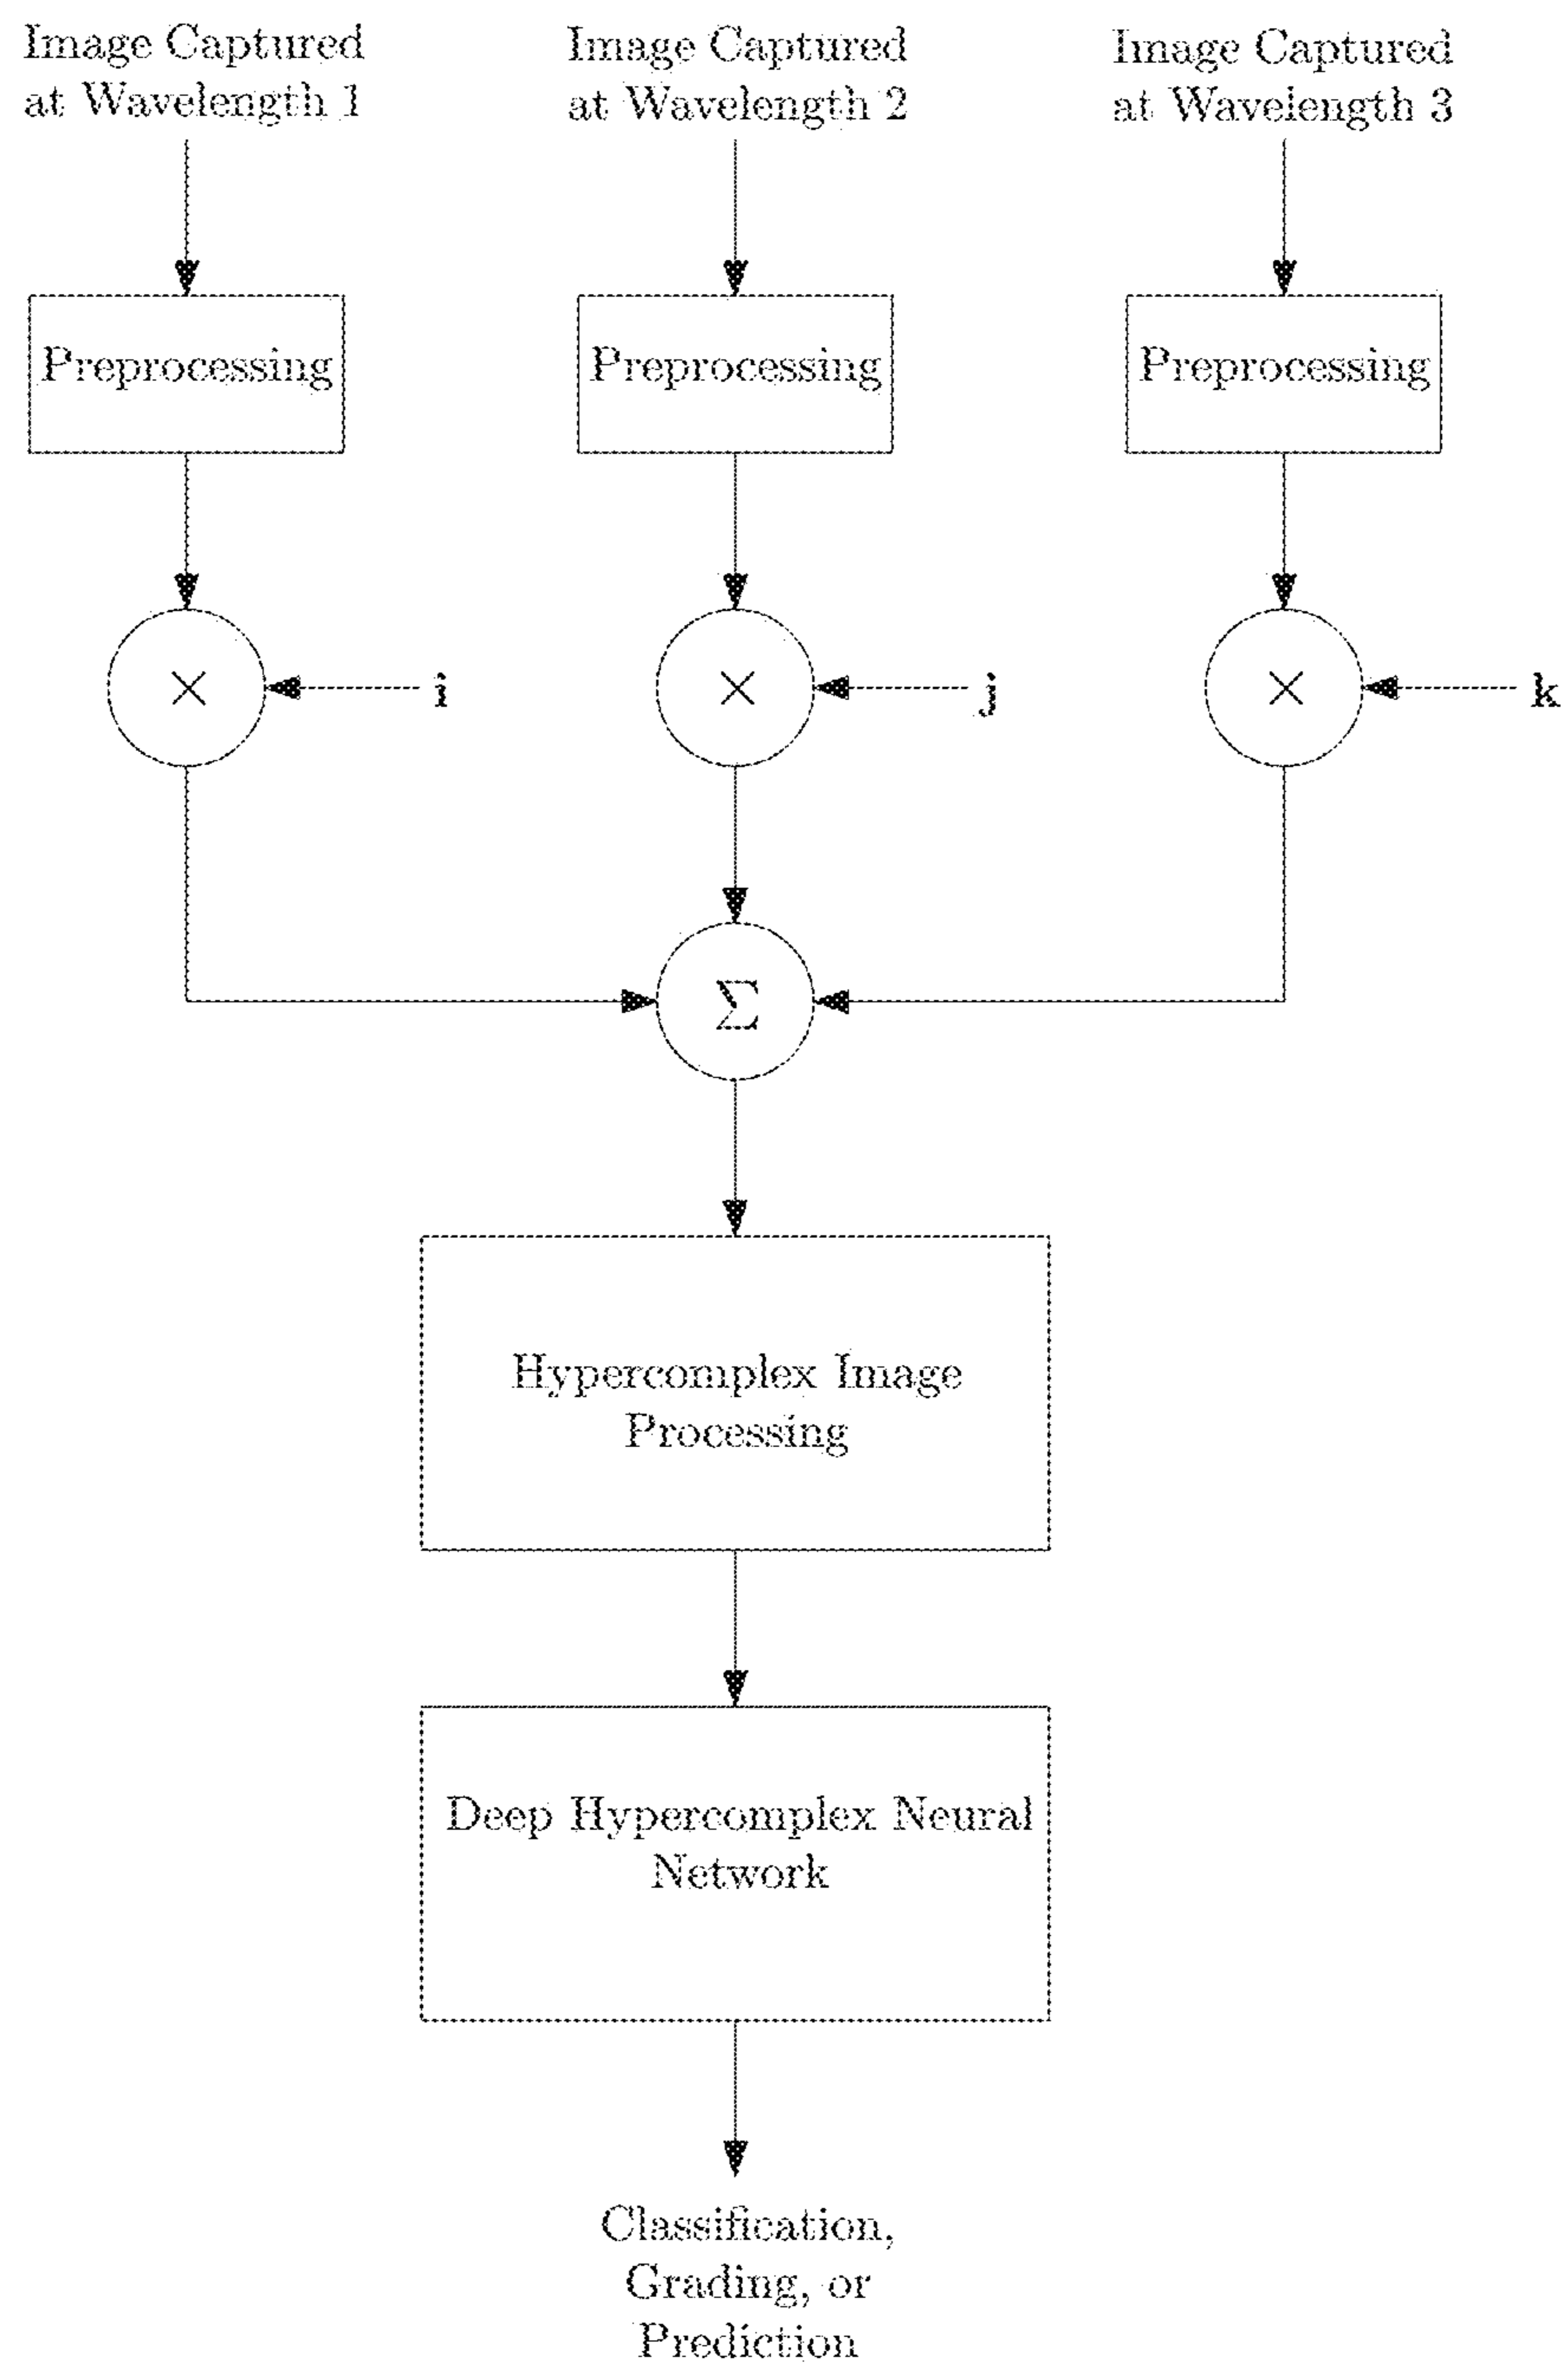 Image Captured
at Wavelength 1
Image Captured
at Wavelength 2
Image Captured
at Wavelength 3
Preprocessing
Preprocessing
Preprocessing
×
i
×
j
×
k
Σ
Hypercomplex Image
Processing
Deep Hypercomplex Neural
Network
Classification,
Grading, or
Prediction